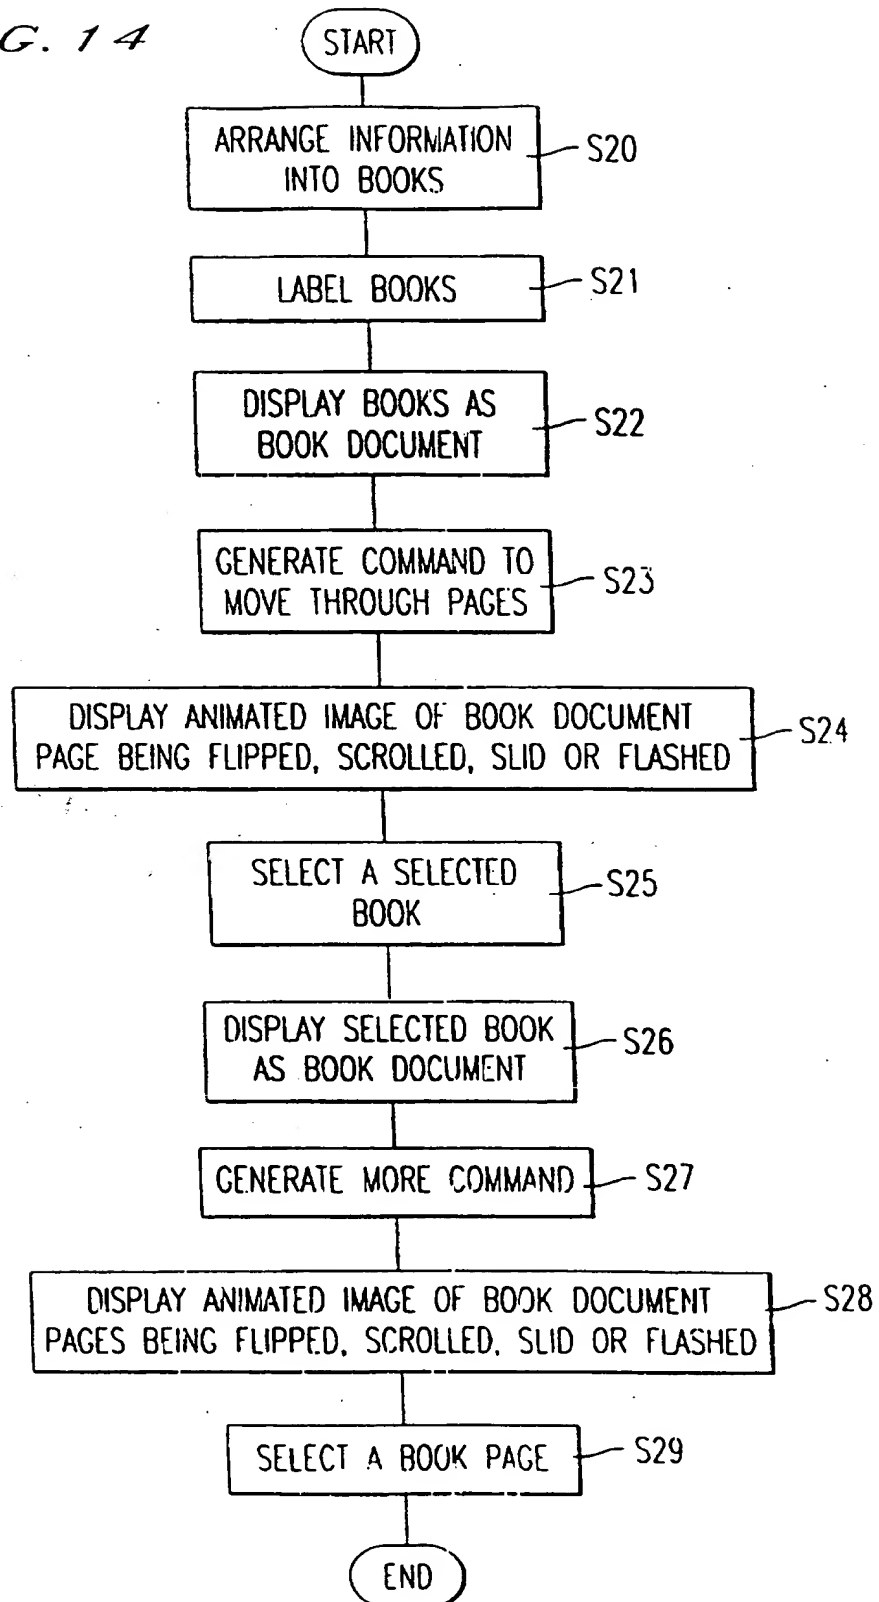 G. 14
START
ARRANGE INFORMATION
INTO BOOKS
S20
LABEL BOOKS
S21
DISPLAY BOOKS AS
BOOK DOCUMENT
S22
GENERATE COMMAND TO
MOVE THROUGH PAGES
S23
DISPLAY ANIMATED IMAGE OF BOOK DOCUMENT
PAGE BEING FLIPPED, SCROLLED, SLID OR FLASHED
S24
SELECT A SELECTED
BOOK
S25
DISPLAY SELECTED BOOK
AS BOOK DOCUMENT
S26
GENERATE MORE COMMAND
S27
DISPLAY ANIMATED IMAGE OF BOOK DOCUMENT
PAGES BEING FLIPPED, SCROLLED, SLID OR FLASHED
S28
SELECT A BOOK PAGE
S29
END